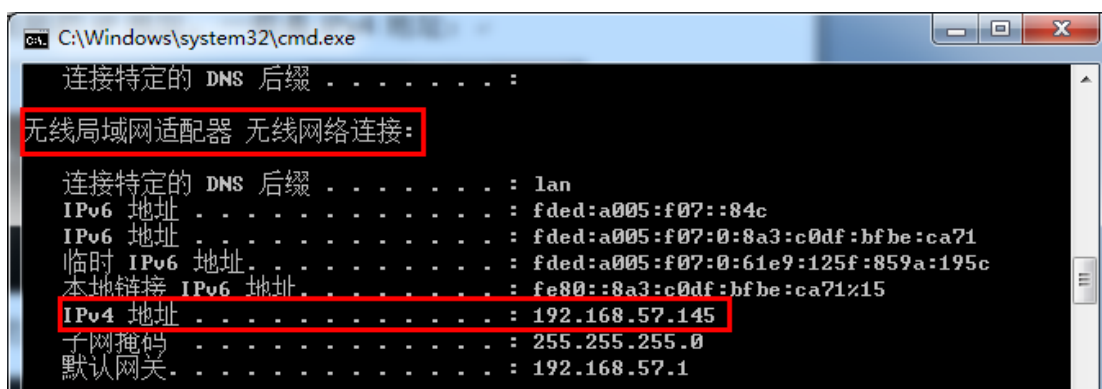 C:\Windows\system32\cmd.exe
连接特定的 DNS 后缀 . . . . . . . :
无线局域网适配器 无线网络连接:
连接特定的 DNS 后缀 . . . . . . . : lan
IPv6 地址 . . . . . . . . . . . . : fded:a005:f07::84c
IPv6 地址 . . . . . . . . . . . . : fded:a005:f07:0:8a3:c0df:bfbe:ca71
临时 IPv6 地址. . . . . . . . . . : fded:a005:f07:0:61e9:125f:859a:195c
本地链接 IPv6 地址. . . . . . . . : fe80::8a3:c0df:bfbe:ca71%15
IPv4 地址 . . . . . . . . . . . . : 192.168.57.145
子网掩码 . . . . . . . . . . . . : 255.255.255.0
默认网关. . . . . . . . . . . . . : 192.168.57.1